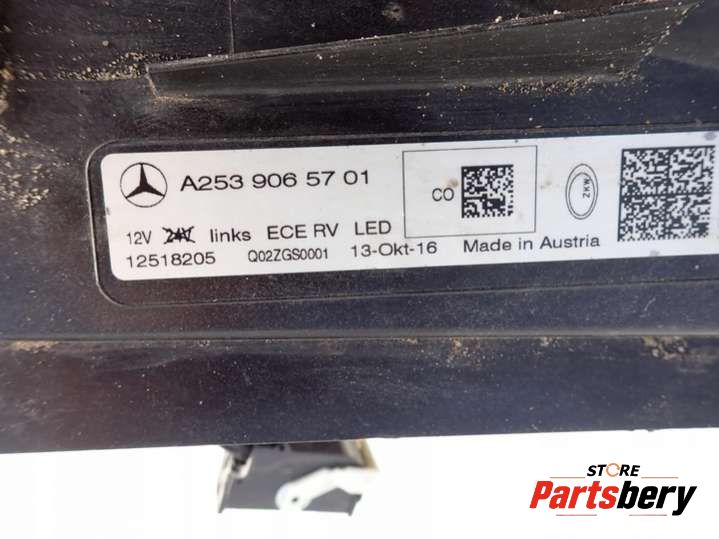 A253 906 57 01
CO
ZKW
12V 24V links ECE RV LED
12518205 Q02ZGS0001 13-Okt-16 Made in Austria
STORE
Partsbery